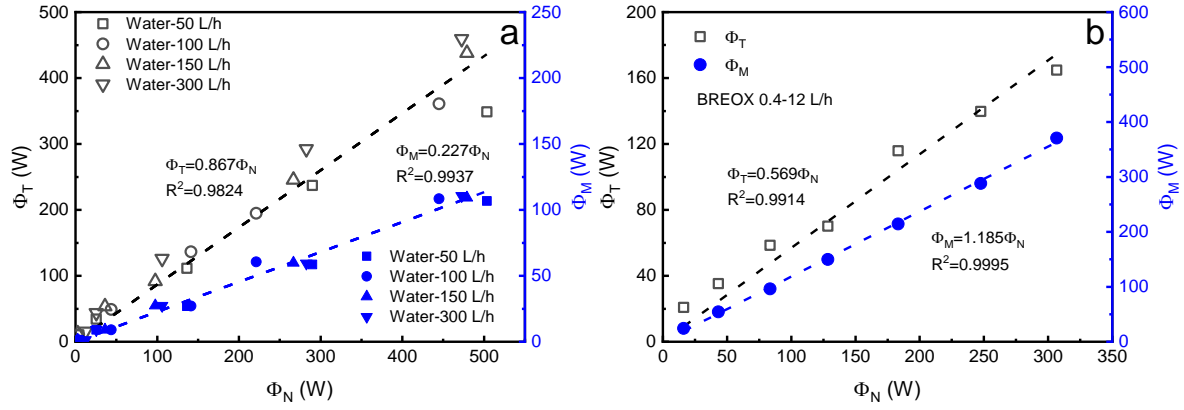 500
450
300
200
100
0
Φ_T (W)
Water-50 L/h
Water-100 L/h
Water-150 L/h
Water-300 L/h
a
Φ_T=0.867Φ_N
R²=0.9824
Φ_M=0.227Φ_N
R²=0.9937
Water-50 L/h
Water-100 L/h
Water-150 L/h
Water-300 L/h
250
200
150
100
50
0
Φ_M (W)
0 100 200 300 400 500
Φ_N (W)
200
160
120
80
40
0
Φ_T (W)
Φ_T
Φ_M
BREOX 0.4-12 L/h
b
Φ_T=0.569Φ_N
R²=0.9914
Φ_M=1.185Φ_N
R²=0.9995
600
500
400
300
200
100
0
Φ_M (W)
0 50 100 150 200 250 300 350
Φ_N (W)